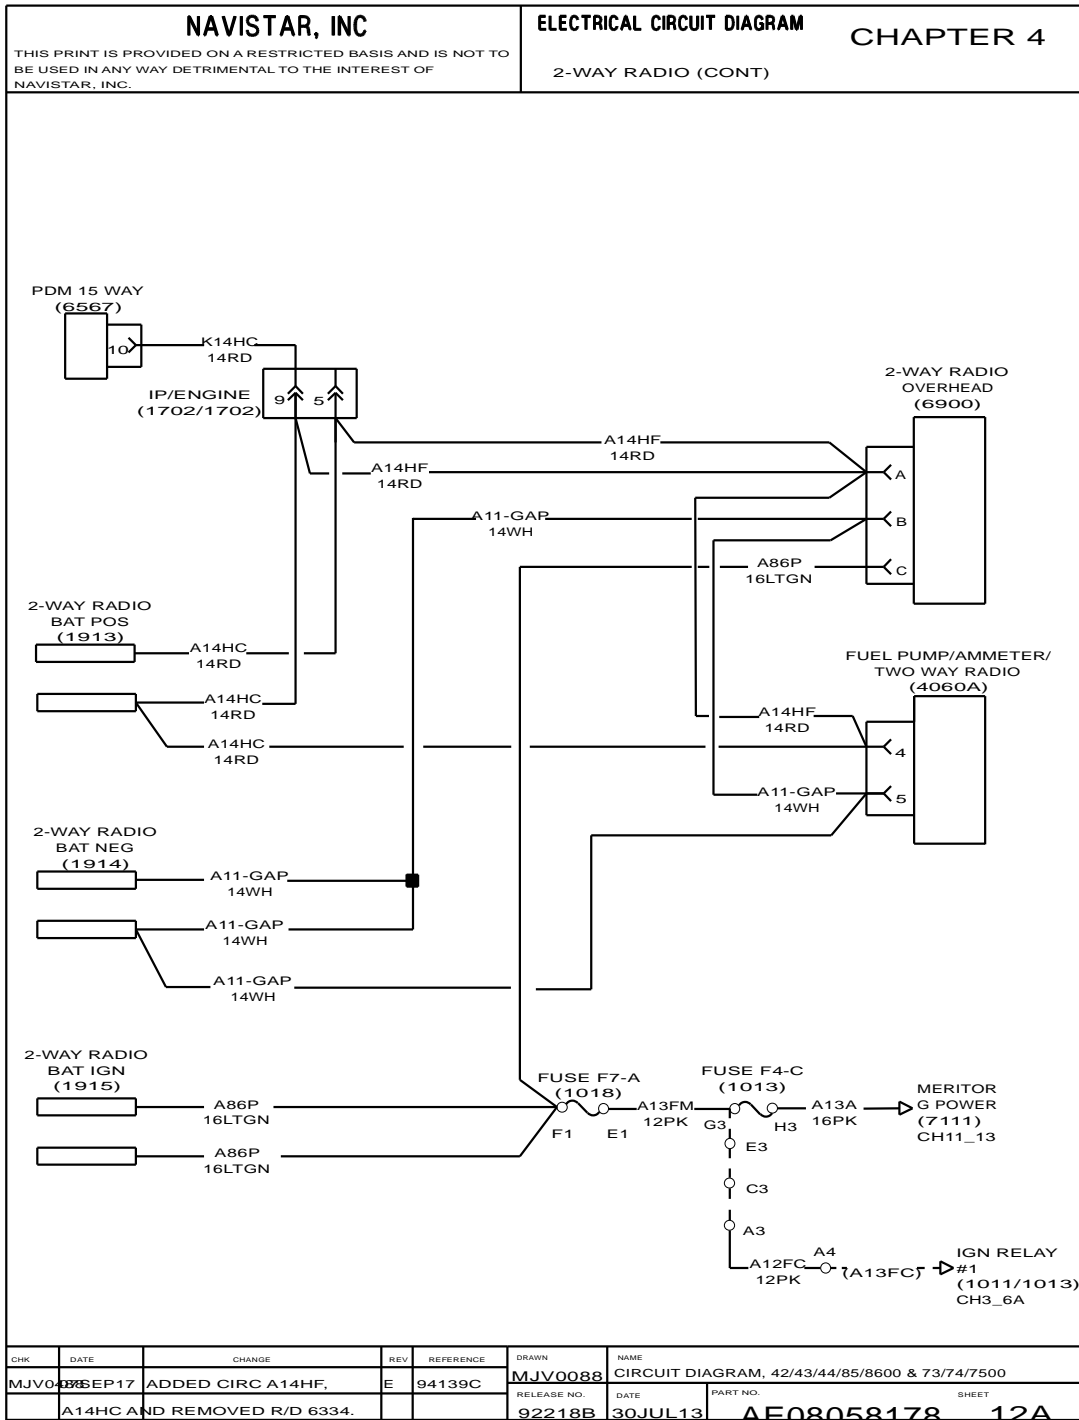 NAVISTAR, INC
THIS PRINT IS PROVIDED ON A RESTRICTED BASIS AND IS NOT TO
BE USED IN ANY WAY DETRIMENTAL TO THE INTEREST OF
NAVISTAR, INC.
ELECTRICAL CIRCUIT DIAGRAM
CHAPTER 4
2-WAY RADIO (CONT)
PDM 15 WAY
(6567)
10
K14HC
14RD
IP/ENGINE
(1702/1702)
9
5
2-WAY RADIO
OVERHEAD
(6900)
A14HF
14RD
A14HF
14RD
A
A11-GAP
14WH
B
A86P
16LTGN
C
2-WAY RADIO
BAT POS
(1913)
A14HC
14RD
A14HC
14RD
A14HC
14RD
FUEL PUMP/AMMETER/
TWO WAY RADIO
(4060A)
A14HF
14RD
4
A11-GAP
14WH
5
2-WAY RADIO
BAT NEG
(1914)
A11-GAP
14WH
A11-GAP
14WH
A11-GAP
14WH
2-WAY RADIO
BAT IGN
(1915)
A86P
16LTGN
A86P
16LTGN
FUSE F7-A
(1018)
F1
E1
A13FM
12PK
FUSE F4-C
(1013)
G3
H3
A13A
16PK
MERITOR
G POWER
(7111)
CH11_13
E3
C3
A3
A12FC
12PK
A4
(A13FC)
IGN RELAY
#1
(1011/1013)
CH3_6A
CHK DATE CHANGE REV REFERENCE
07SEP17 ADDED CIRC A14HF, E 94139C
A14HC AND REMOVED R/D 6334.
DRAWN
MJV0088
NAME
CIRCUIT DIAGRAM, 42/43/44/85/8600 & 73/74/7500
RELEASE NO.
92218B
DATE
30JUL13
PART NO.
AE08058178
SHEET
12A